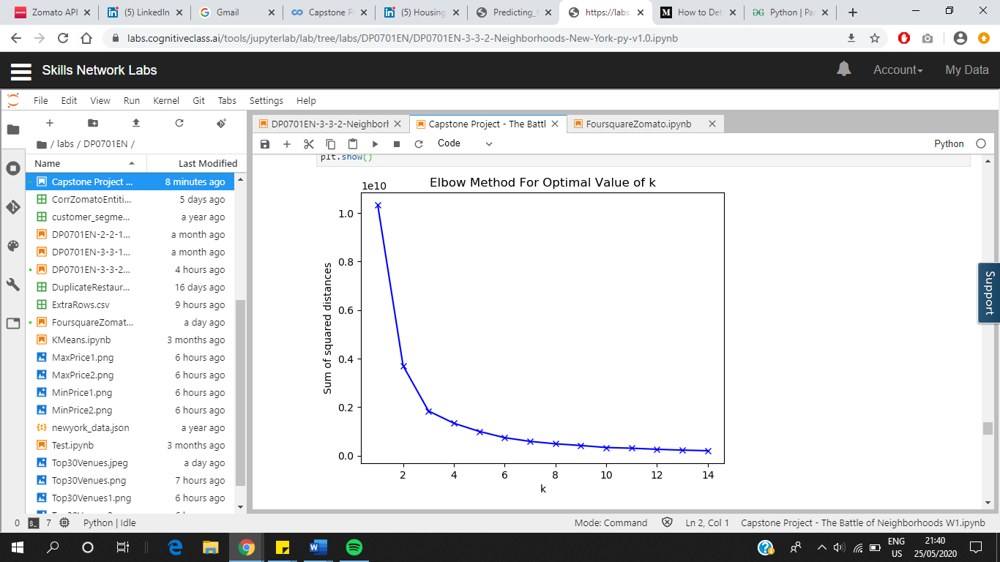 Zomato API
(5) LinkedIn
Gmail
Capstone P
(5) Housing
Predicting_
https://labs
How to Det
Python | Pa
labs.cognitiveclass.ai/tools/jupyterlab/lab/tree/labs/DP0701EN/DP0701EN-3-3-2-Neighborhoods-New-York-py-v1.0.ipynb
Skills Network Labs
Account
My Data
File Edit View Run Kernel Git Tabs Settings Help
/ labs / DP0701EN /
Name Last Modified
Capstone Project ... 8 minutes ago
CorrZomatoEntiti... 5 days ago
customer_segme... a year ago
DP0701EN-2-2-1... a month ago
DP0701EN-3-3-1... a month ago
DP0701EN-3-3-2... 4 hours ago
DuplicateRestaur... 16 days ago
ExtraRows.csv 9 hours ago
FoursquareZomat... a day ago
KMeans.ipynb 3 months ago
MaxPrice1.png 6 hours ago
MaxPrice2.png 6 hours ago
MinPrice1.png 6 hours ago
MinPrice2.png 6 hours ago
newyork_data.json a year ago
Test.ipynb 3 months ago
Top30Venues.jpeg a day ago
Top30Venues.png 7 hours ago
Top30Venues1.png 6 hours ago
DP0701EN-3-3-2-Neighborh
Capstone Project - The Battl
FoursquareZomato.ipynb
Code
Python
plt.show()
Elbow Method For Optimal Value of k
1e10
1.0
0.8
0.6
0.4
0.2
0.0
Sum of squared distances
2 4 6 8 10 12 14
k
Support
0 7 Python | Idle
Mode: Command
Ln 2, Col 1
Capstone Project - The Battle of Neighborhoods W1.ipynb
ENG
US
21:40
25/05/2020